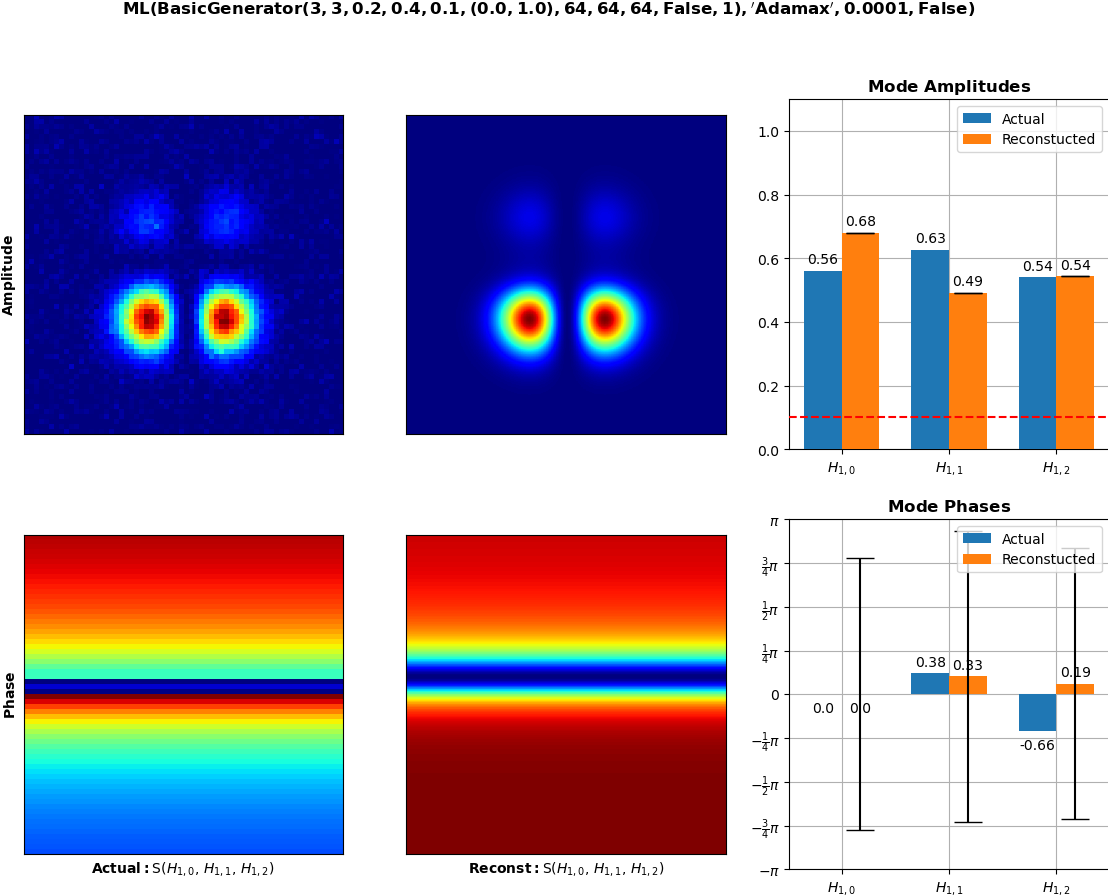 ML(BasicGenerator(3, 3, 0.2, 0.4, 0.1, (0.0, 1.0), 64, 64, 64, False, 1), 'Adamax', 0.0001, False)
Amplitude
Mode Amplitudes
Actual
Reconstucted
1.0
0.8
0.6
0.4
0.2
0.0
0.56
0.68
0.63
0.49
0.54
0.54
H1,0
H1,1
H1,2
Phase
Actual: S(H1,0, H1,1, H1,2)
Reconst: S(H1,0, H1,1, H1,2)
Mode Phases
Actual
Reconstucted
π
3/4π
1/2π
1/4π
0
−1/4π
−1/2π
−3/4π
−π
0.0
0.0
0.38
0.33
-0.66
0.19
H1,0
H1,1
H1,2